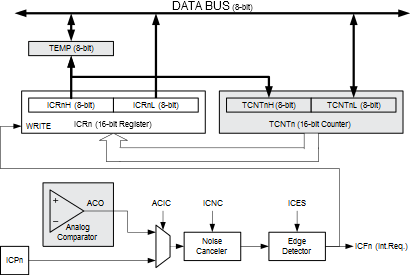 DATA BUS (8-bit)
TEMP (8-bit)
ICRnH (8-bit) ICRnL (8-bit) TCNTnH (8-bit) TCNTnL (8-bit)
WRITE ICRn (16-bit Register) TCNTn (16-bit Counter)
ACO ACIC ICNC ICES
+
-
Analog
Comparator
Noise
Canceler
Edge
Detector
ICFn (Int.Req.)
ICPn